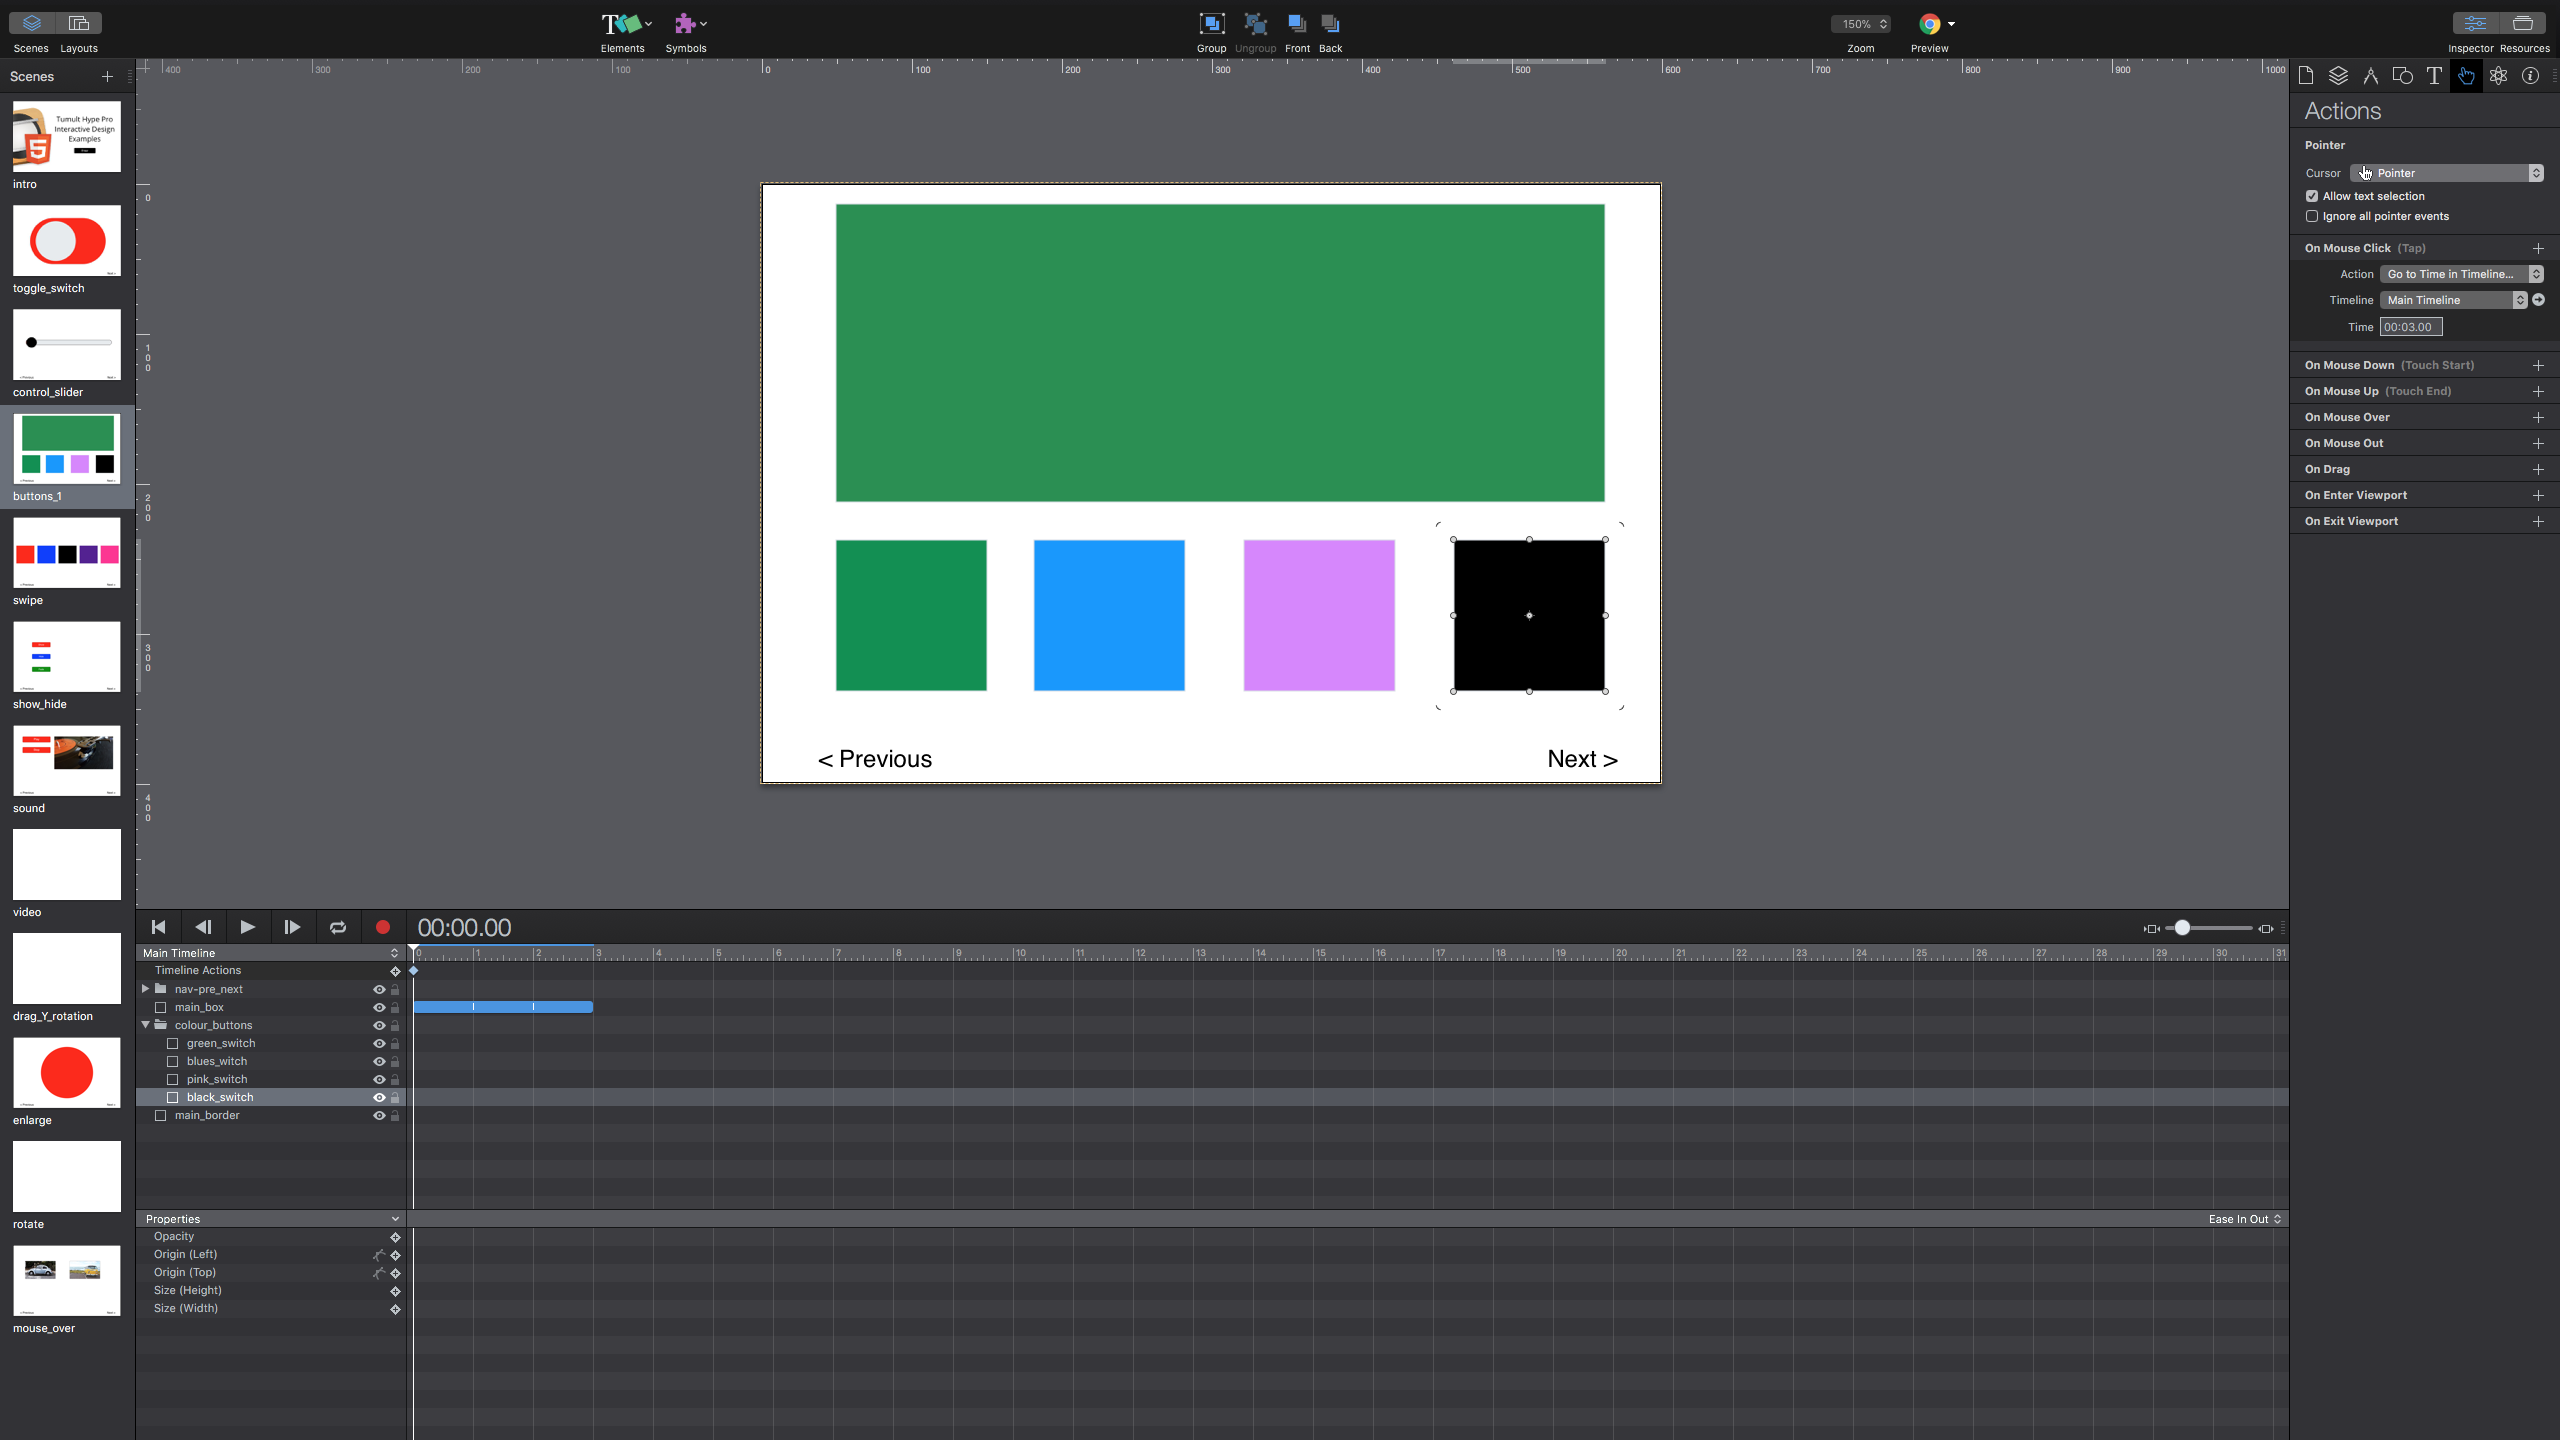 Scenes Layouts
Elements Symbols
Group Ungroup Front Back
150%
Zoom Preview
Inspector Resources
Scenes
400 300 200 100 0 100 200 300 400 500 600 700 800 900 1000
Tumult Hype Pro
Interactive Design
Examples
intro
toggle_switch
control_slider
buttons_1
swipe
show_hide
sound
video
drag_Y_rotation
enlarge
rotate
mouse_over
0
100
200
300
400
< Previous
Next >
Actions
Pointer
Cursor Pointer
Allow text selection
Ignore all pointer events
On Mouse Click (Tap)
Action Go to Time in Timeline...
Timeline Main Timeline
Time 00:03.00
On Mouse Down (Touch Start)
On Mouse Up (Touch End)
On Mouse Over
On Mouse Out
On Drag
On Enter Viewport
On Exit Viewport
00:00.00
Main Timeline
0 1 2 3 4 5 6 7 8 9 10 11 12 13 14 15 16 17 18 19 20 21 22 23 24 25 26 27 28 29 30 31
Timeline Actions
nav-pre_next
main_box
colour_buttons
green_switch
blues_witch
pink_switch
black_switch
main_border
Properties
Ease In Out
Opacity
Origin (Left)
Origin (Top)
Size (Height)
Size (Width)